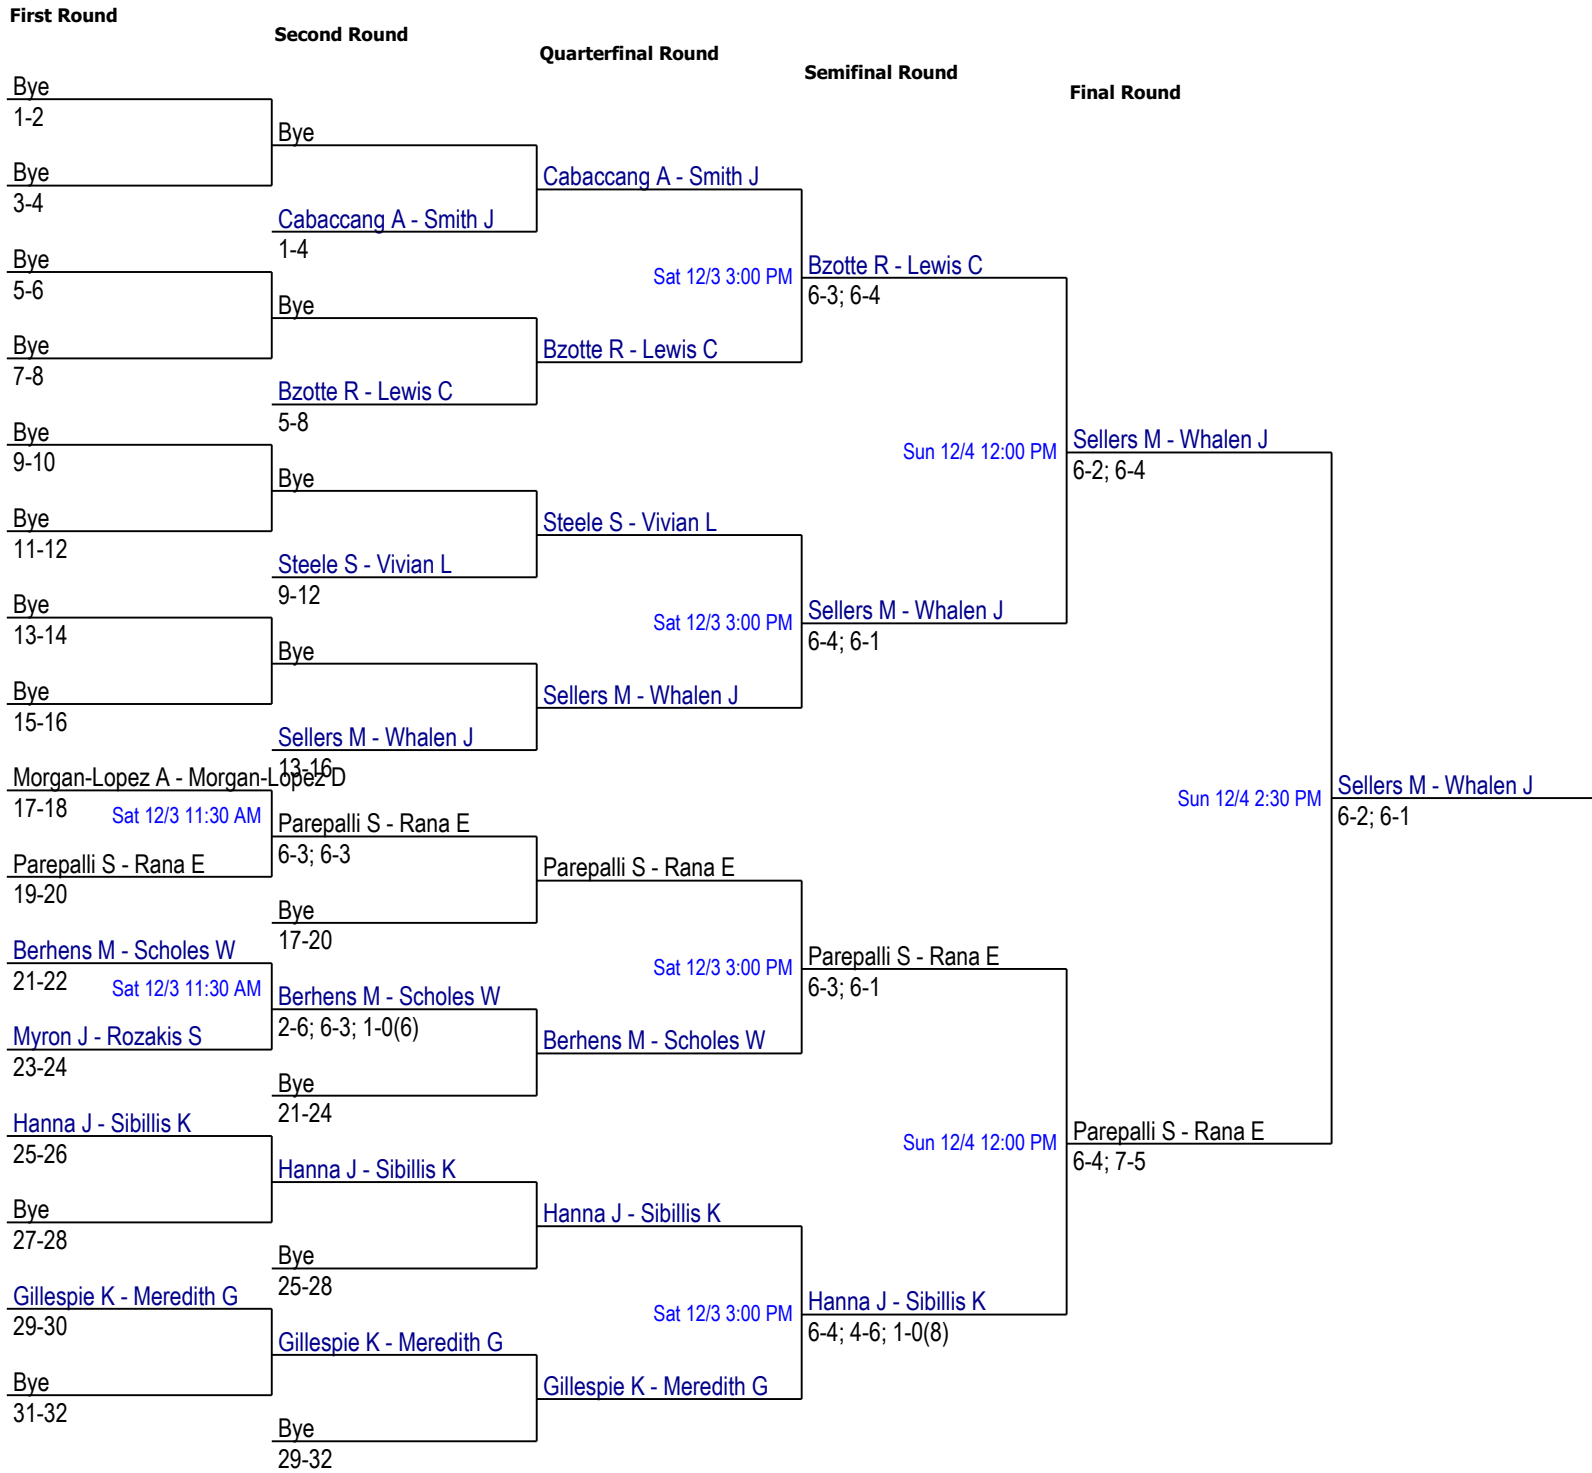 First Round
Second Round
Quarterfinal Round
Semifinal Round
Final Round
Bye
1-2
Bye
Bye
3-4
Cabaccang A - Smith J
Cabaccang A - Smith J
1-4
Bye
5-6
Sat 12/3 3:00 PM
Bzotte R - Lewis C
6-3; 6-4
Bye
Bye
7-8
Bzotte R - Lewis C
Bzotte R - Lewis C
5-8
Bye
9-10
Sun 12/4 12:00 PM
Sellers M - Whalen J
6-2; 6-4
Bye
Bye
11-12
Steele S - Vivian L
Steele S - Vivian L
9-12
Bye
13-14
Sat 12/3 3:00 PM
Sellers M - Whalen J
6-4; 6-1
Bye
Bye
15-16
Sellers M - Whalen J
Sellers M - Whalen J
13-16
Morgan-Lopez A - Morgan-Lopez D
17-18
Sat 12/3 11:30 AM
Sun 12/4 2:30 PM
Sellers M - Whalen J
6-2; 6-1
Parepalli S - Rana E
6-3; 6-3
Parepalli S - Rana E
19-20
Parepalli S - Rana E
Bye
17-20
Berhens M - Scholes W
21-22
Sat 12/3 11:30 AM
Sat 12/3 3:00 PM
Parepalli S - Rana E
6-3; 6-1
Berhens M - Scholes W
2-6; 6-3; 1-0(6)
Myron J - Rozakis S
23-24
Berhens M - Scholes W
Bye
21-24
Hanna J - Sibillis K
25-26
Sun 12/4 12:00 PM
Parepalli S - Rana E
6-4; 7-5
Hanna J - Sibillis K
Bye
27-28
Hanna J - Sibillis K
Bye
25-28
Gillespie K - Meredith G
29-30
Sat 12/3 3:00 PM
Hanna J - Sibillis K
6-4; 4-6; 1-0(8)
Gillespie K - Meredith G
Bye
31-32
Gillespie K - Meredith G
Bye
29-32